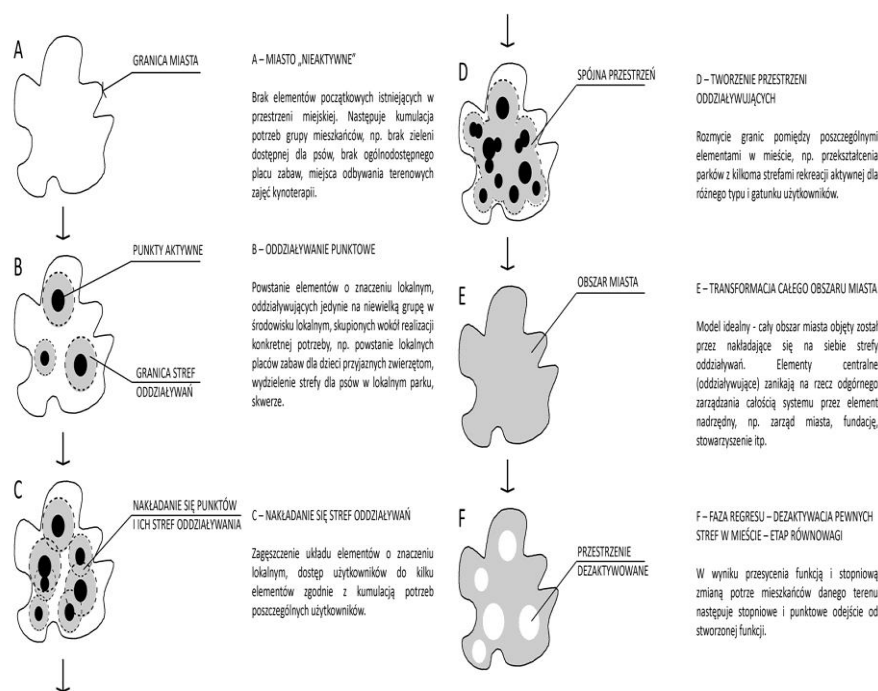 A
GRANICA MIASTA
A – MIASTO „NIEAKTYWNE”
Brak elementów początkowych istniejących w
przestrzeni miejskiej. Następuje kumulacja
potrzeb grupy mieszkańców, np. brak zieleni
dostępnej dla psów, brak ogólnodostępnego
placu zabaw, miejsca odbywania terenowych
zajęć kynoterapii.
B
PUNKTY AKTYWNE
GRANICA STREF
ODDZIAŁYWAŃ
B – ODDZIAŁYWANIE PUNKTOWE
Powstanie elementów o znaczeniu lokalnym,
oddziaływujących jedynie na niewielką grupę w
środowisku lokalnym, skupionych wokół realizacji
konkretnej potrzeby, np. powstanie lokalnych
placów zabaw dla dzieci przyjaznych zwierzętom,
wydzielenie strefy dla psów w lokalnym parku,
skwerze.
C
NAKŁADANIE SIĘ PUNKTÓW
I ICH STREF ODDZIAŁYWANIA
C – NAKŁADANIE SIĘ STREF ODDZIAŁYWAŃ
Zagęszczenie układu elementów o znaczeniu
lokalnym, dostęp użytkowników do kilku
elementów zgodnie z kumulacją potrzeb
poszczególnych użytkowników.
D
SPÓJNA PRZESTRZEŃ
D – TWORZENIE PRZESTRZENI
ODDZIAŁYWUJĄCYCH
Rozmycie granic pomiędzy poszczególnymi
elementami w mieście, np. przekształcenia
parków z kilkoma strefami rekreacji aktywnej dla
różnego typu i gatunku użytkowników.
E
OBSZAR MIASTA
E – TRANSFORMACJA CAŁEGO OBSZARU MIASTA
Model idealny - cały obszar miasta objęty został
przez nakładające się na siebie strefy
oddziaływań. Elementy centralne
(oddziaływujące) zanikają na rzecz odgórnego
zarządzania całością systemu przez element
nadrzędny, np. zarząd miasta, fundację,
stowarzyszenie itp.
F
PRZESTRZENIE
DEZAKTYWOWANE
F – FAZA REGRESU – DEZAKTYWACJA PEWNYCH
STREF W MIEŚCIE – ETAP RÓWNOWAGI
W wyniku przesycenia funkcją i stopniową
zmianą potrze mieszkańców danego terenu
następuje stopniowe i punktowe odejście od
stworzonej funkcji.